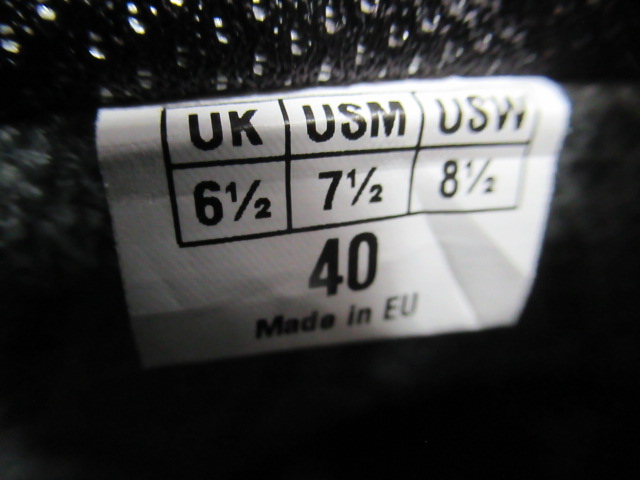 UK USM USW
6½ 7½ 8½
40
Made in EU